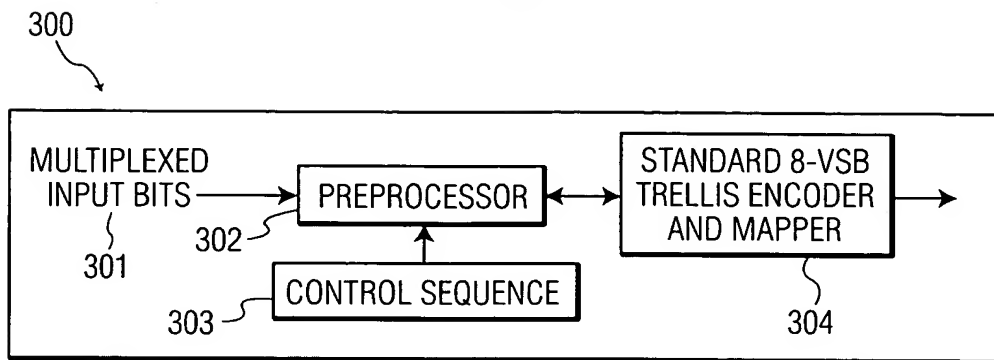 300
MULTIPLEXED
INPUT BITS
301
PREPROCESSOR
302
CONTROL SEQUENCE
303
STANDARD 8-VSB
TRELLIS ENCODER
AND MAPPER
304